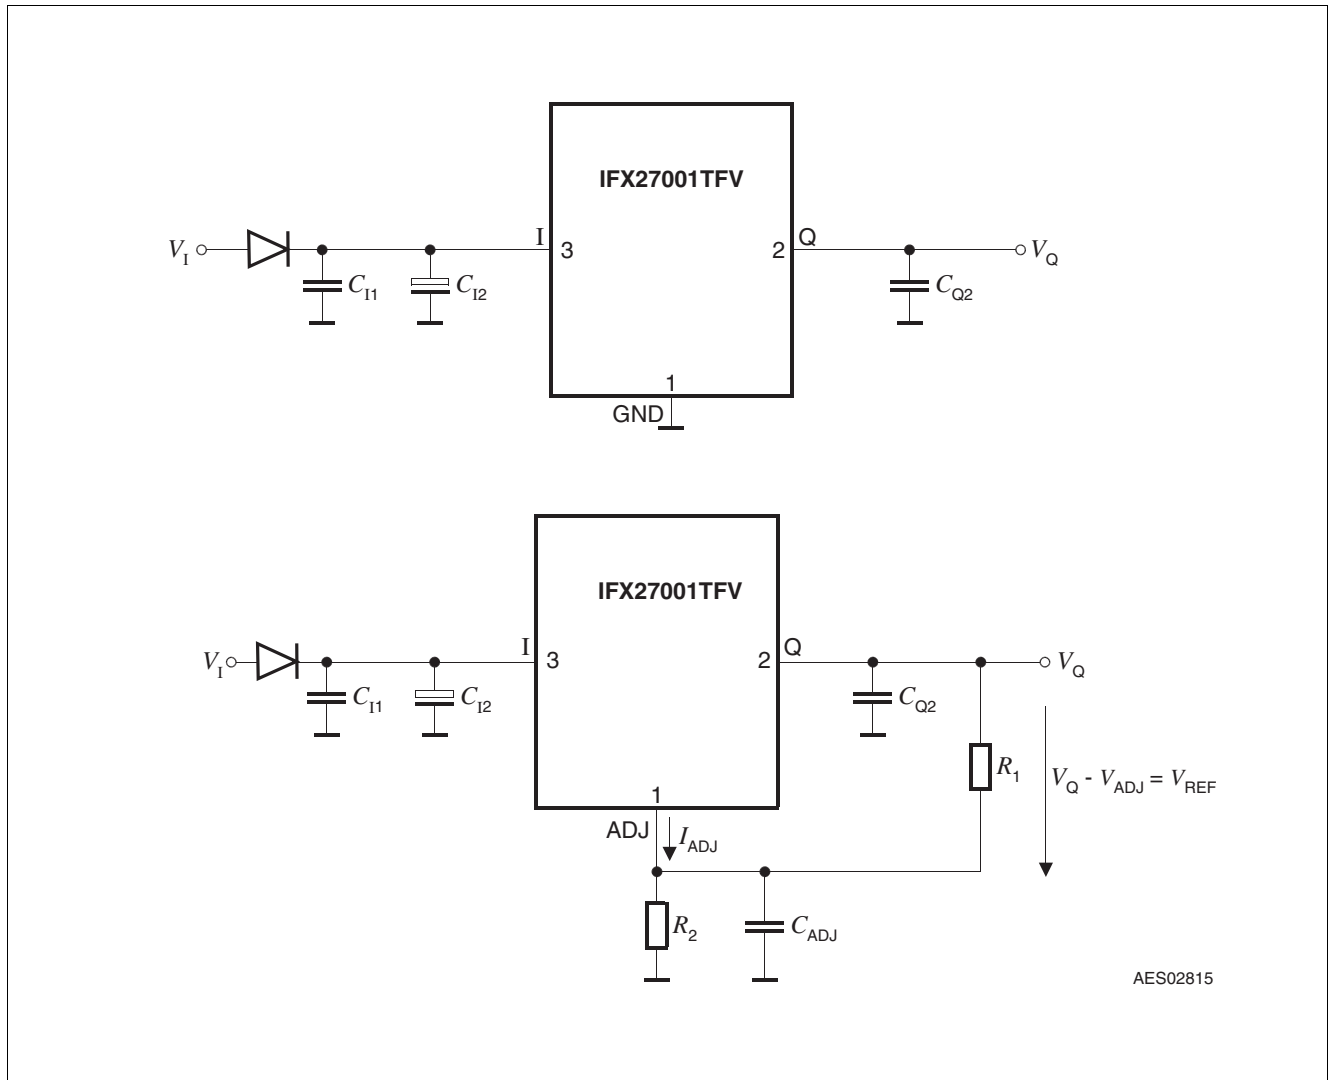 IFX27001TFV
V_I
I
3
2
Q
V_Q
C_I1
C_I2
C_Q2
1
GND
IFX27001TFV
V_I
I
3
2
Q
V_Q
C_I1
C_I2
C_Q2
R_1
V_Q - V_ADJ = V_REF
1
ADJ
I_ADJ
R_2
C_ADJ
AES02815